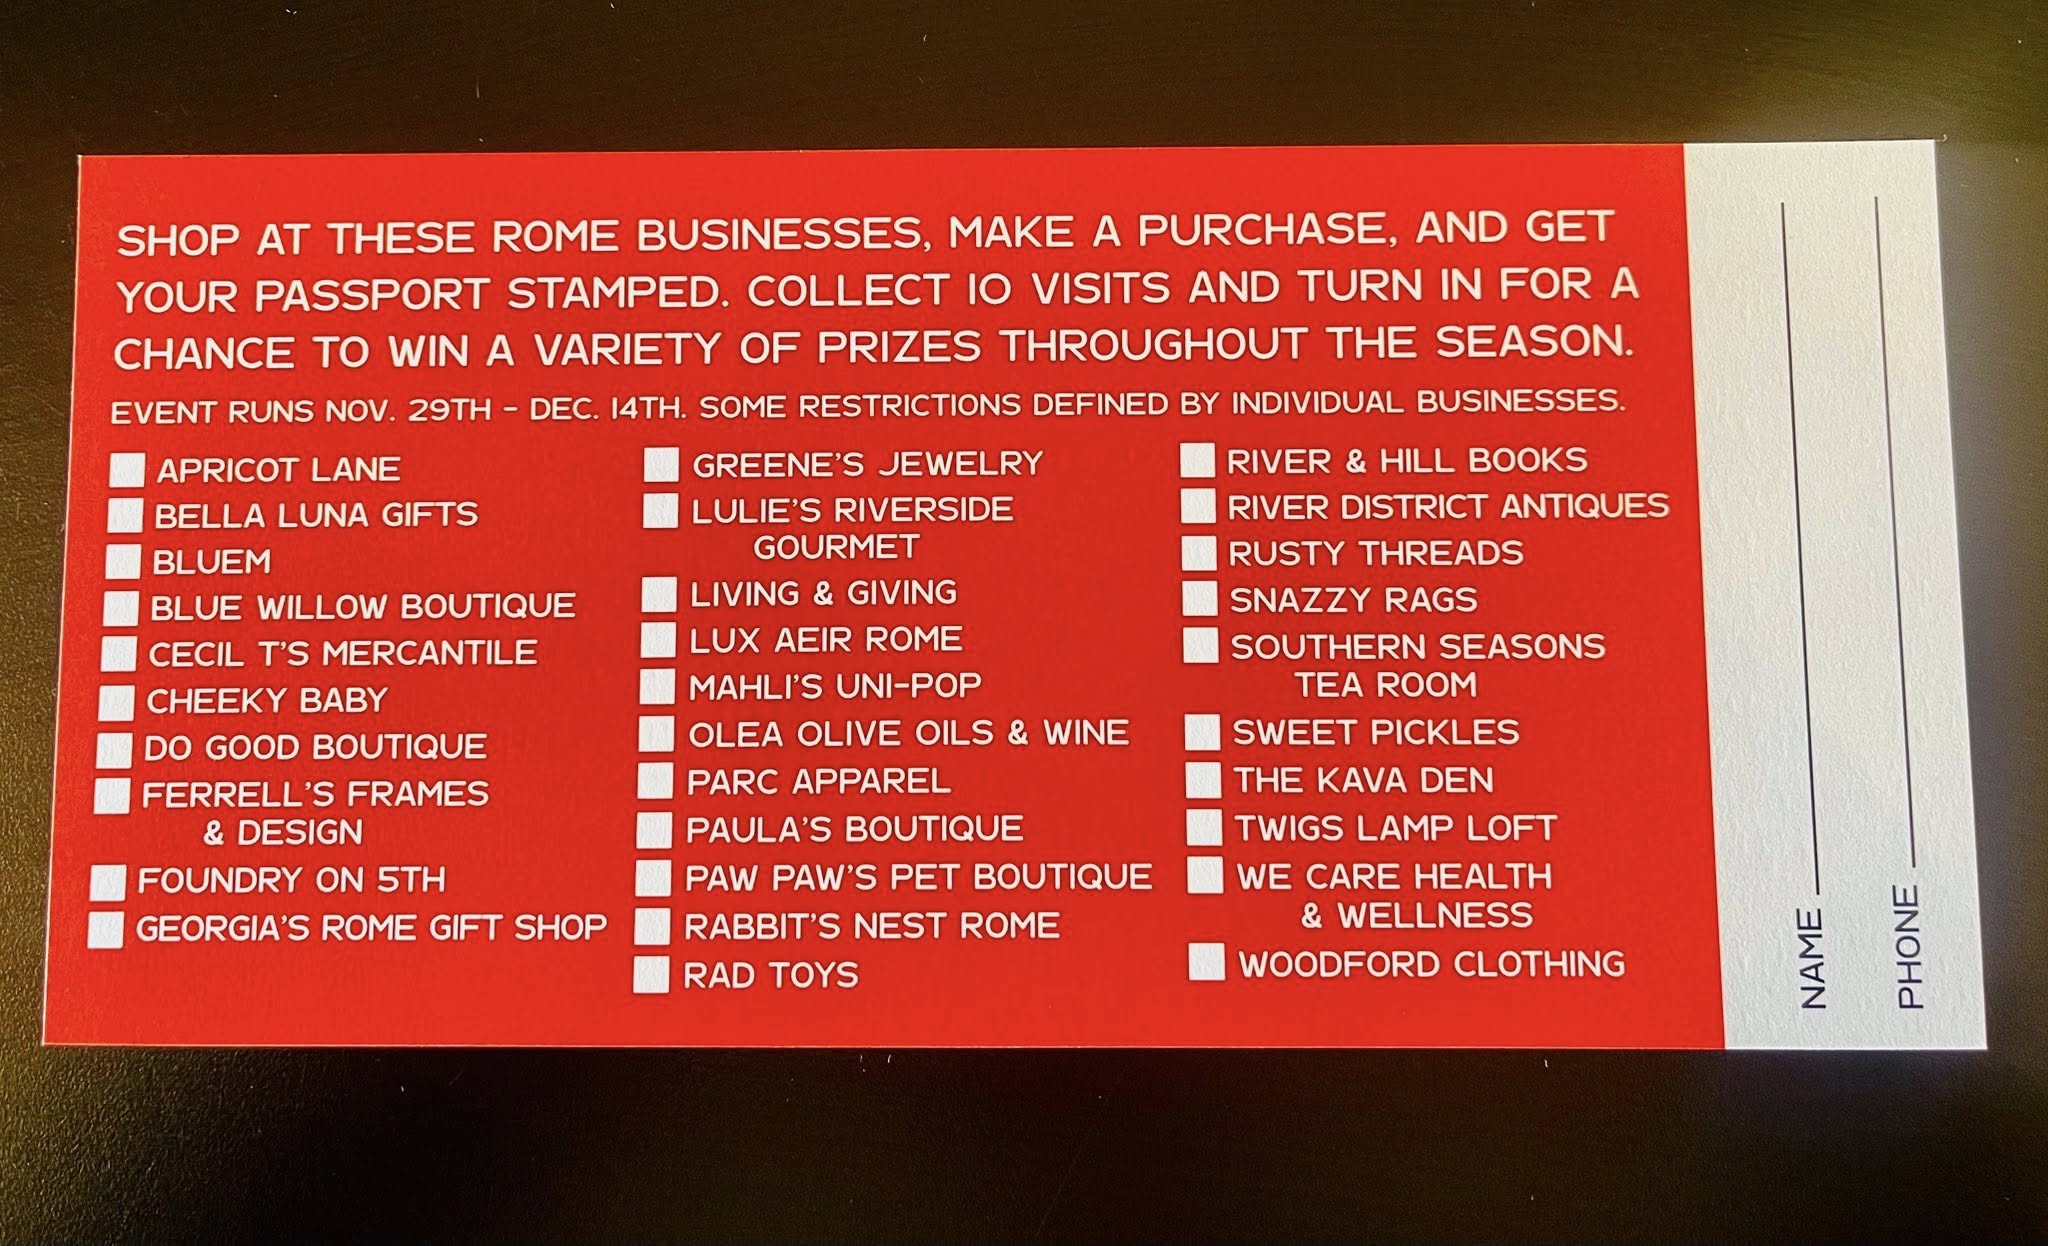 SHOP AT THESE ROME BUSINESSES, MAKE A PURCHASE, AND GET
YOUR PASSPORT STAMPED. COLLECT 10 VISITS AND TURN IN FOR A
CHANCE TO WIN A VARIETY OF PRIZES THROUGHOUT THE SEASON.
EVENT RUNS NOV. 29TH - DEC. 14TH. SOME RESTRICTIONS DEFINED BY INDIVIDUAL BUSINESSES.
APRICOT LANE
BELLA LUNA GIFTS
BLUEM
BLUE WILLOW BOUTIQUE
CECIL T'S MERCANTILE
CHEEKY BABY
DO GOOD BOUTIQUE
FERRELL'S FRAMES
& DESIGN
FOUNDRY ON 5TH
GEORGIA'S ROME GIFT SHOP
GREENE'S JEWELRY
LULIE'S RIVERSIDE
GOURMET
LIVING & GIVING
LUX AEIR ROME
MAHLI'S UNI-POP
OLEA OLIVE OILS & WINE
PARC APPAREL
PAULA'S BOUTIQUE
PAW PAW'S PET BOUTIQUE
RABBIT'S NEST ROME
RAD TOYS
RIVER & HILL BOOKS
RIVER DISTRICT ANTIQUES
RUSTY THREADS
SNAZZY RAGS
SOUTHERN SEASONS
TEA ROOM
SWEET PICKLES
THE KAVA DEN
TWIGS LAMP LOFT
WE CARE HEALTH
& WELLNESS
WOODFORD CLOTHING
NAME
PHONE